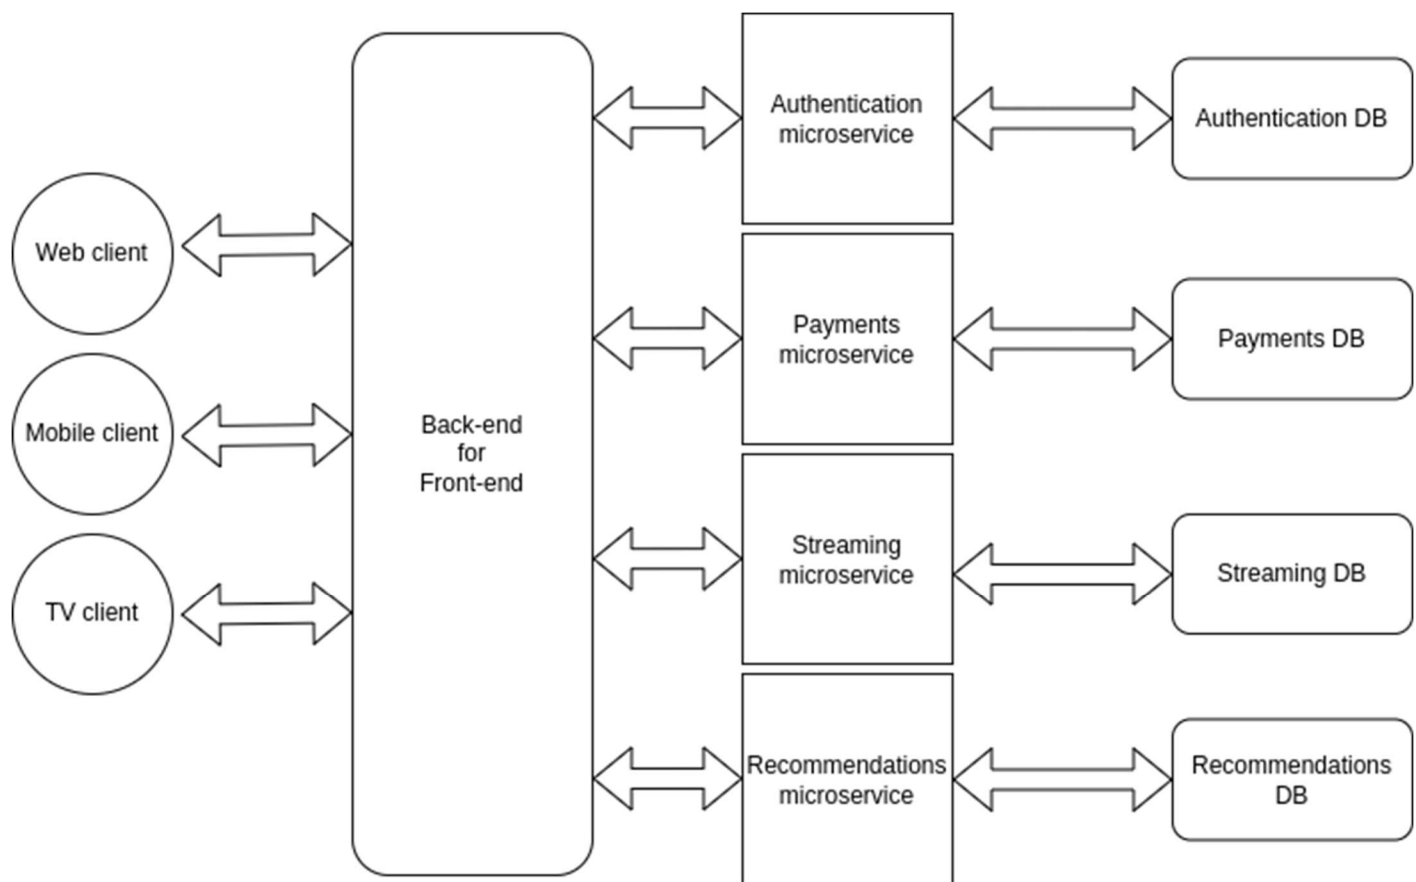 Web client
Mobile client
TV client
Back-end
for
Front-end
Authentication
microservice
Payments
microservice
Streaming
microservice
Recommendations
microservice
Authentication DB
Payments DB
Streaming DB
Recommendations
DB